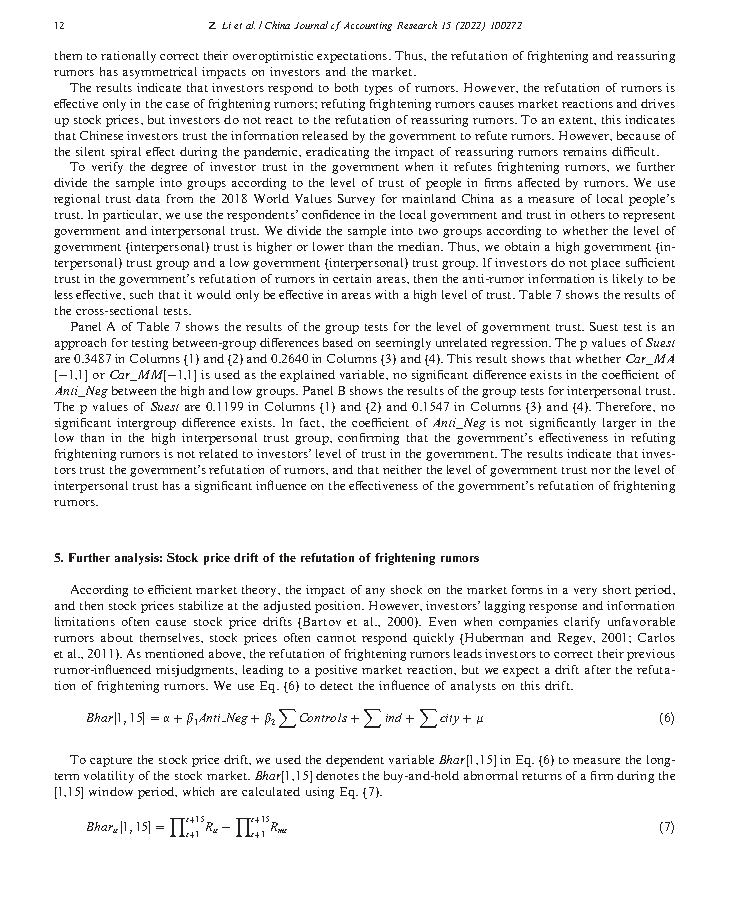 12 Z. Li et al. / China Journal of Accounting Research 15 (2022) 100272
them to rationally correct their overoptimistic expectations. Thus, the refutation of frightening and reassuring
rumors has asymmetrical impacts on investors and the market.
The results indicate that investors respond to both types of rumors. However, the refutation of rumors is
effective only in the case of frightening rumors; refuting frightening rumors causes market reactions and drives
up stock prices, but investors do not react to the refutation of reassuring rumors. To an extent, this indicates
that Chinese investors trust the information released by the government to refute rumors. However, because of
the silent spiral effect during the pandemic, eradicating the impact of reassuring rumors remains difficult.
To verify the degree of investor trust in the government when it refutes frightening rumors, we further
divide the sample into groups according to the level of trust of people in firms affected by rumors. We use
regional trust data from the 2018 World Values Survey for mainland China as a measure of local people's
trust. In particular, we use the respondents' confidence in the local government and trust in others to represent
government and interpersonal trust. We divide the sample into two groups according to whether the level of
government (interpersonal) trust is higher or lower than the median. Thus, we obtain a high government (in-
terpersonal) trust group and a low government (interpersonal) trust group. If investors do not place sufficient
trust in the government's refutation of rumors in certain areas, then the anti-rumor information is likely to be
less effective, such that it would only be effective in areas with a high level of trust. Table 7 shows the results of
the cross-sectional tests.
Panel A of Table 7 shows the results of the group tests for the level of government trust. Suest test is an
approach for testing between-group differences based on seemingly unrelated regression. The p values of Suest
are 0.3487 in Columns (1) and (2) and 0.2640 in Columns (3) and (4). This result shows that whether Car_MA
[−1,1] or Car_MM[−1,1] is used as the explained variable, no significant difference exists in the coefficient of
Anti_Neg between the high and low groups. Panel B shows the results of the group tests for interpersonal trust.
The p values of Suest are 0.1199 in Columns (1) and (2) and 0.1547 in Columns (3) and (4). Therefore, no
significant intergroup difference exists. In fact, the coefficient of Anti_Neg is not significantly larger in the
low than in the high interpersonal trust group, confirming that the government's effectiveness in refuting
frightening rumors is not related to investors' level of trust in the government. The results indicate that inves-
tors trust the government's refutation of rumors, and that neither the level of government trust nor the level of
interpersonal trust has a significant influence on the effectiveness of the government's refutation of frightening
rumors.
5. Further analysis: Stock price drift of the refutation of frightening rumors
According to efficient market theory, the impact of any shock on the market forms in a very short period,
and then stock prices stabilize at the adjusted position. However, investors' lagging response and information
limitations often cause stock price drifts (Bartov et al., 2000). Even when companies clarify unfavorable
rumors about themselves, stock prices often cannot respond quickly (Huberman and Regev, 2001; Carlos
et al., 2011). As mentioned above, the refutation of frightening rumors leads investors to correct their previous
rumor-influenced misjudgments, leading to a positive market reaction, but we expect a drift after the refuta-
tion of frightening rumors. We use Eq. (6) to detect the influence of analysts on this drift.
Bhar[1, 15] = α + β₁Anti_Neg + β₂ ∑ Controls + ∑ ind + ∑ city + μ (6)
To capture the stock price drift, we used the dependent variable Bhar[1,15] in Eq. (6) to measure the long-
term volatility of the stock market. Bhar[1,15] denotes the buy-and-hold abnormal returns of a firm during the
[1,15] window period, which are calculated using Eq. (7).
Bhar_it[1, 15] = ∏_{t+1}^{t+15} R_it − ∏_{t+1}^{t+15} R_mt (7)